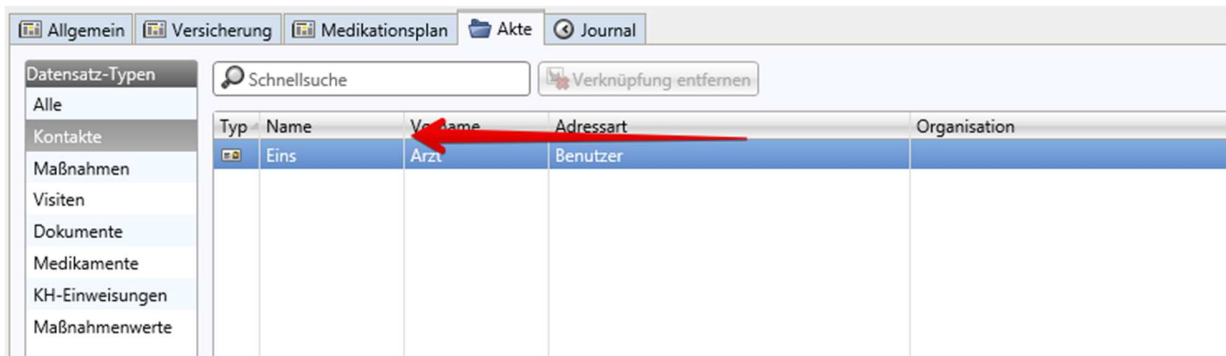 Allgemein Versicherung Medikationsplan Akte Journal
Datensatz-Typen
Schnellsuche Verknüpfung entfernen
Alle
Kontakte
Maßnahmen
Visiten
Dokumente
Medikamente
KH-Einweisungen
Maßnahmenwerte
Typ Name Vorname Adressart Organisation
Eins Arzt Benutzer